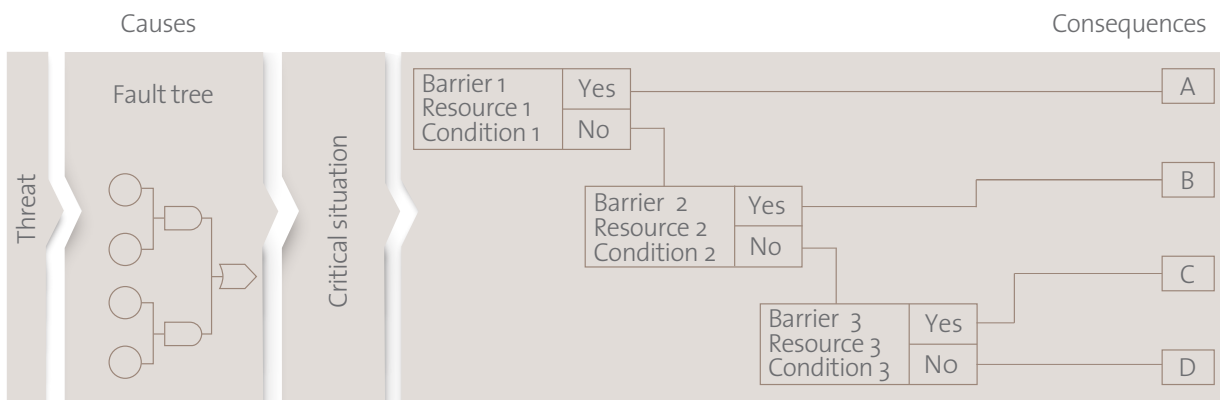 Causes
Consequences
Threat
Fault tree
Critical situation
Barrier 1
Resource 1
Condition 1
Yes
No
A
Barrier 2
Resource 2
Condition 2
Yes
No
B
Barrier 3
Resource 3
Condition 3
Yes
No
C
D